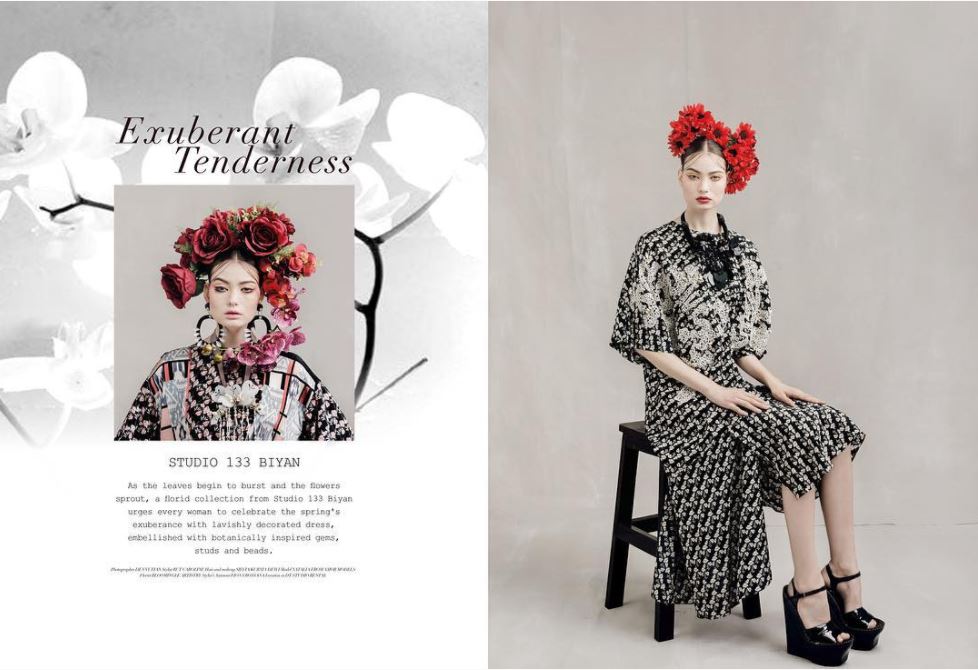 Exuberant
Tenderness
STUDIO 133 BIYAN
As the leaves begin to burst and the flowers
sprout, a florid collection from Studio 133 Biyan
urges every woman to celebrate the spring's
exuberance with lavishly decorated dress,
embellished with botanically inspired gems,
studs and beads.